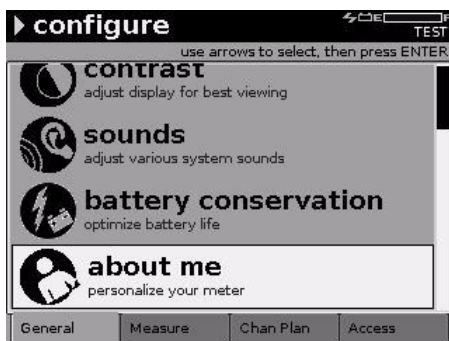 configure
E F
TEST
use arrows to select, then press ENTER
contrast
adjust display for best viewing
sounds
adjust various system sounds
battery conservation
optimize battery life
about me
personalize your meter
General Measure Chan Plan Access